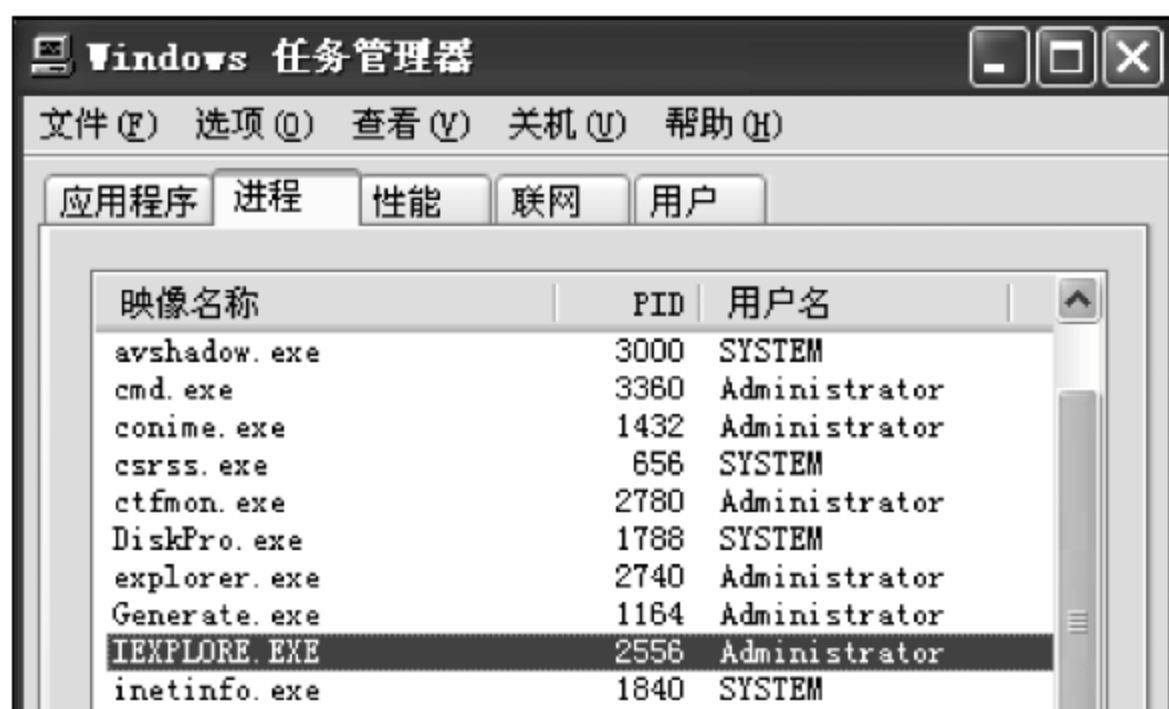 Windows 任务管理器
文件(F) 选项(O) 查看(V) 关机(U) 帮助(H)
应用程序 进程 性能 联网 用户
映像名称 PID 用户名
avshadow.exe 3000 SYSTEM
cmd.exe 3360 Administrator
conime.exe 1432 Administrator
csrss.exe 656 SYSTEM
ctfmon.exe 2780 Administrator
DiskPro.exe 1788 SYSTEM
explorer.exe 2740 Administrator
Generate.exe 1164 Administrator
IEXPLORE.EXE 2556 Administrator
inetinfo.exe 1840 SYSTEM